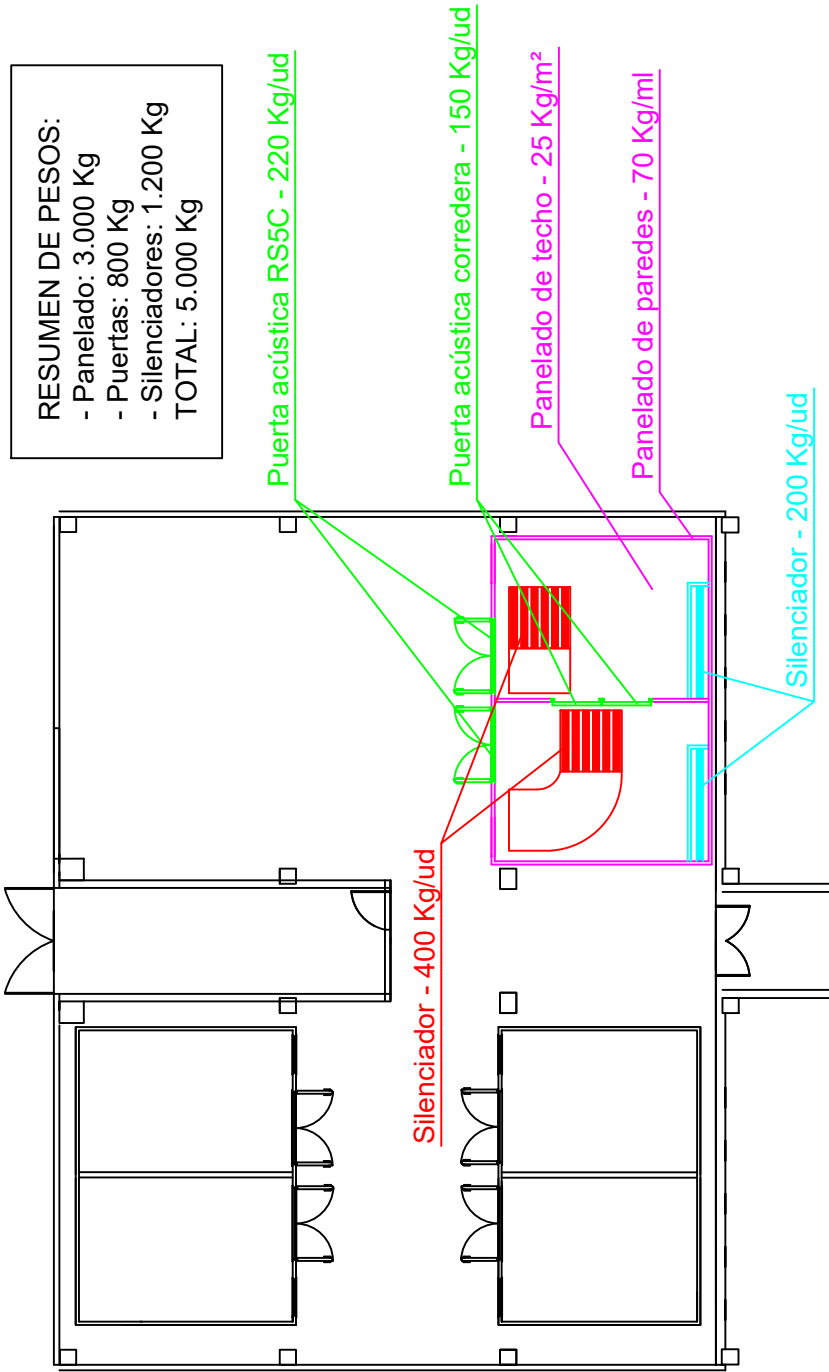 RESUMEN DE PESOS:
- Panelado: 3.000 Kg
- Puertas: 800 Kg
- Silenciadores: 1.200 Kg
TOTAL: 5.000 Kg
Puerta acústica RS5C - 220 Kg/ud
Puerta acústica corredera - 150 Kg/ud
Panelado de techo - 25 Kg/m²
Panelado de paredes - 70 Kg/ml
Silenciador - 400 Kg/ud
Silenciador - 200 Kg/ud